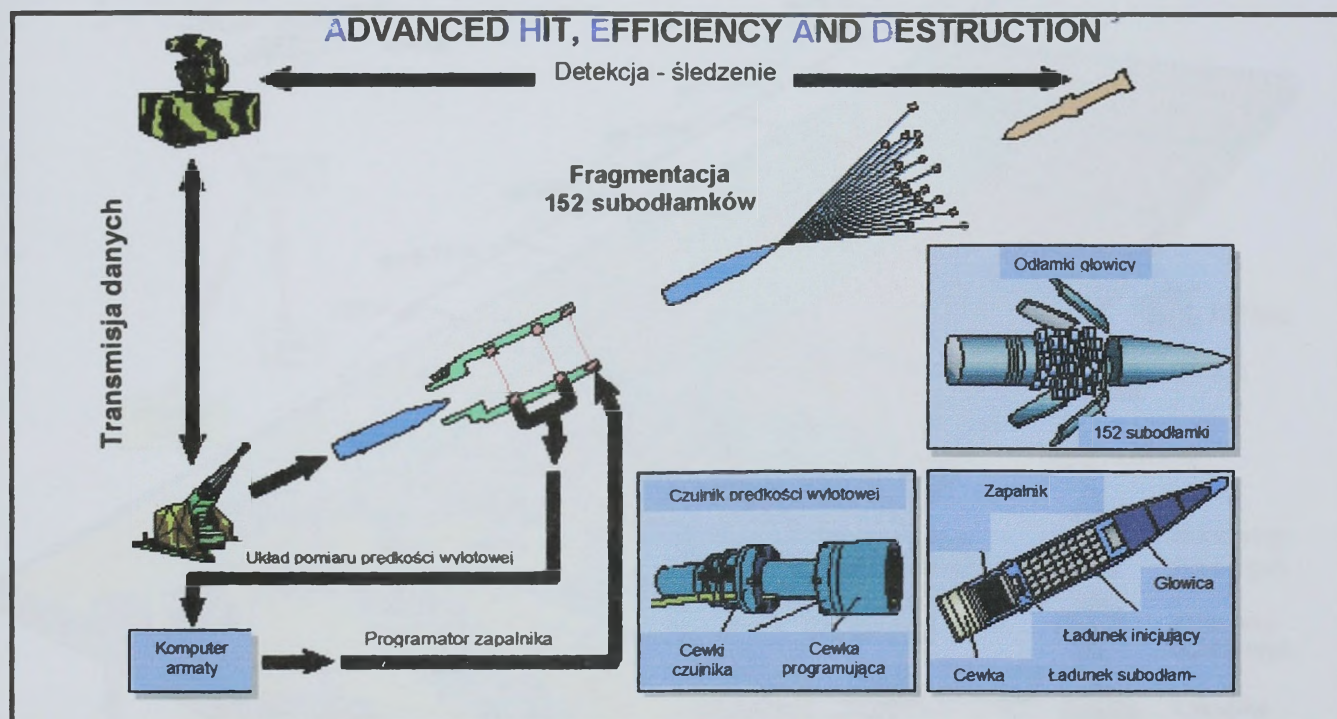 ADVANCED HIT, EFFICIENCY AND DESTRUCTION
Detekcja - śledzenie
Fragmentacja
152 subodłamków
Transmisja danych
Odłamki głowicy
152 subodłamki
Czujnik prędkości wylotowej
Cewki
czujnika
Cewka
programująca
Zapalnik
Głowica
Ładunek inicjujący
Cewka
Ładunek subodłam-
Układ pomiaru prędkości wylotowej
Komputer
armaty
Programator zapalnika